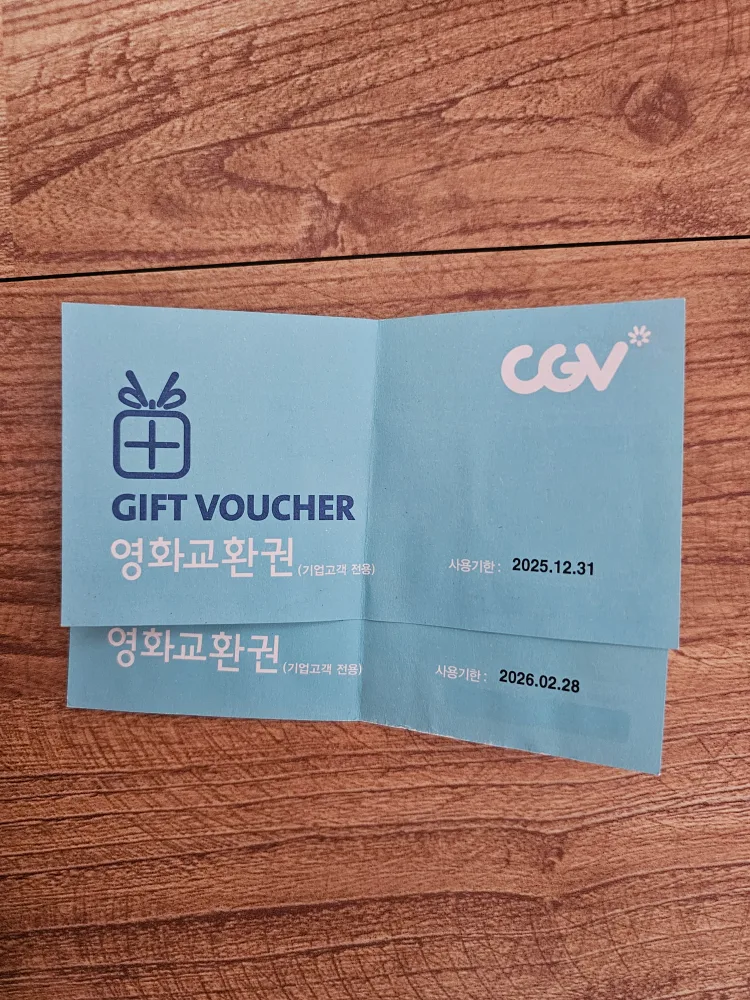 CGV
GIFT VOUCHER
영화교환권(기업고객 전용)
사용기한 : 2025.12.31
영화교환권(기업고객 전용)
사용기한 : 2026.02.28